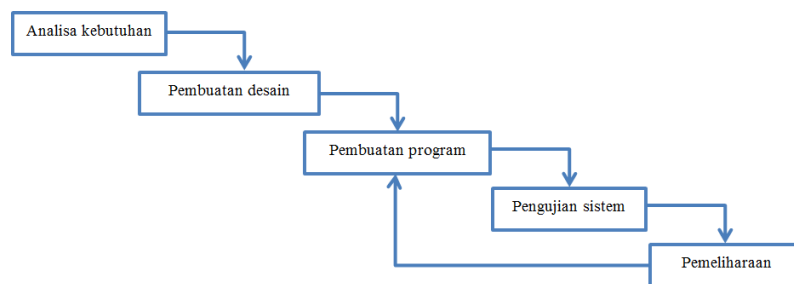 Analisa kebutuhan
Pembuatan desain
Pembuatan program
Pengujian sistem
Pemeliharaan